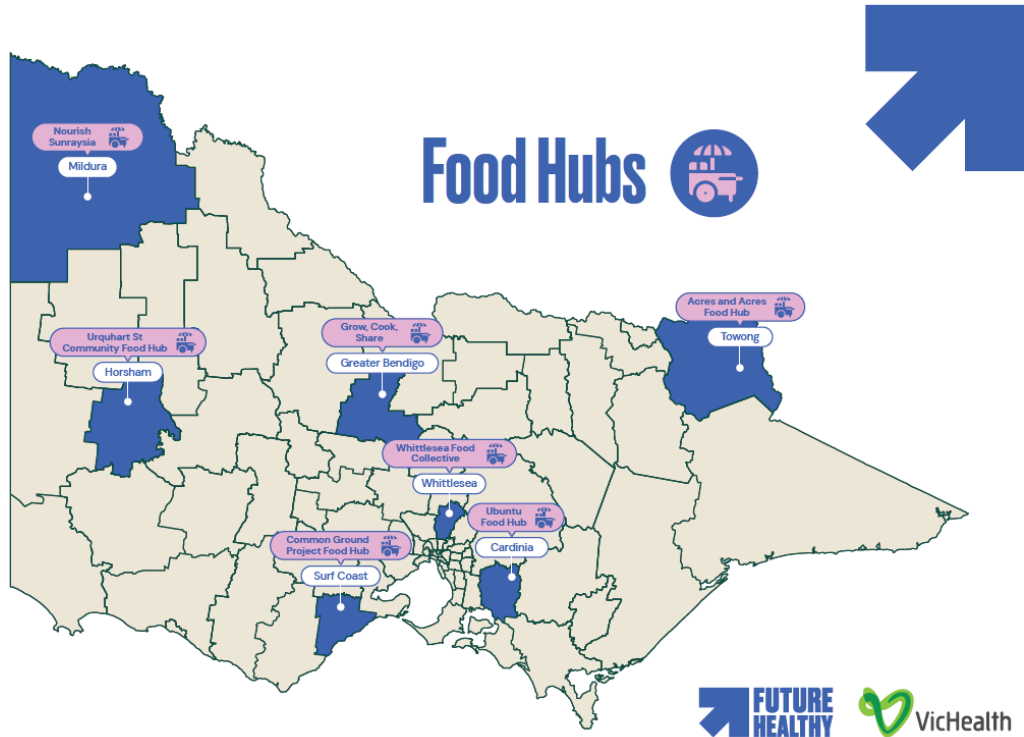 Food Hubs
Nourish
Sunraysia
Mildura
Acres and Acres
Food Hub
Towong
Urquhart St
Community Food Hub
Horsham
Grow, Cook,
Share
Greater Bendigo
Whittlesea Food
Collective
Whittlesea
Ubuntu
Food Hub
Cardinia
Common Ground
Project Food Hub
Surf Coast
FUTURE
HEALTHY
VicHealth